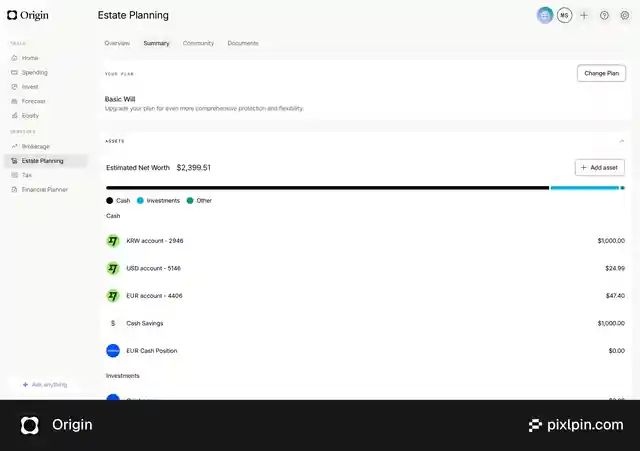 Origin
Estate Planning
MG
TOOLS
Home
Spending
Invest
Forecast
Equity
SERVICES
Brokerage
Estate Planning
Tax
Financial Planner
Ask anything
Overview Summary Community Documents
YOUR PLAN
Change Plan
Basic Will
Upgrade your plan for even more comprehensive protection and flexibility.
ASSETS
Estimated Net Worth $2,399.51
+ Add asset
Cash Investments Other
Cash
KRW account - 2946 $1,000.00
USD account - 5146 $24.99
EUR account - 4406 $47.40
$ Cash Savings $1,000.00
EUR Cash Position $0.00
Investments
Origin
pixlpin.com